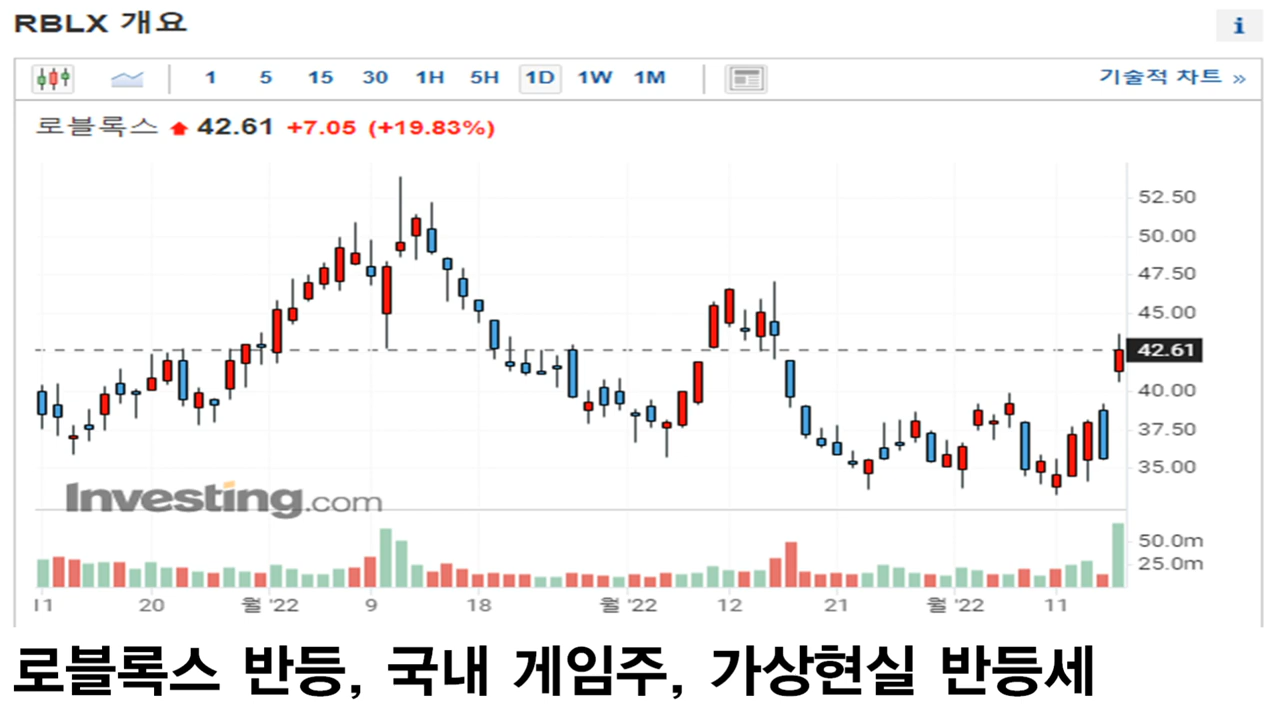 RBLX 개요
i
1 5 15 30 1H 5H 1D 1W 1M 기술적 차트 »
로블록스 42.61 +7.05 (+19.83%)
52.50
50.00
47.50
45.00
42.61
40.00
37.50
35.00
Investing.com
50.0m
25.0m
11 20 월 '22 9 18 월 '22 12 21 월 '22 11
로블록스 반등, 국내 게임주, 가상현실 반등세